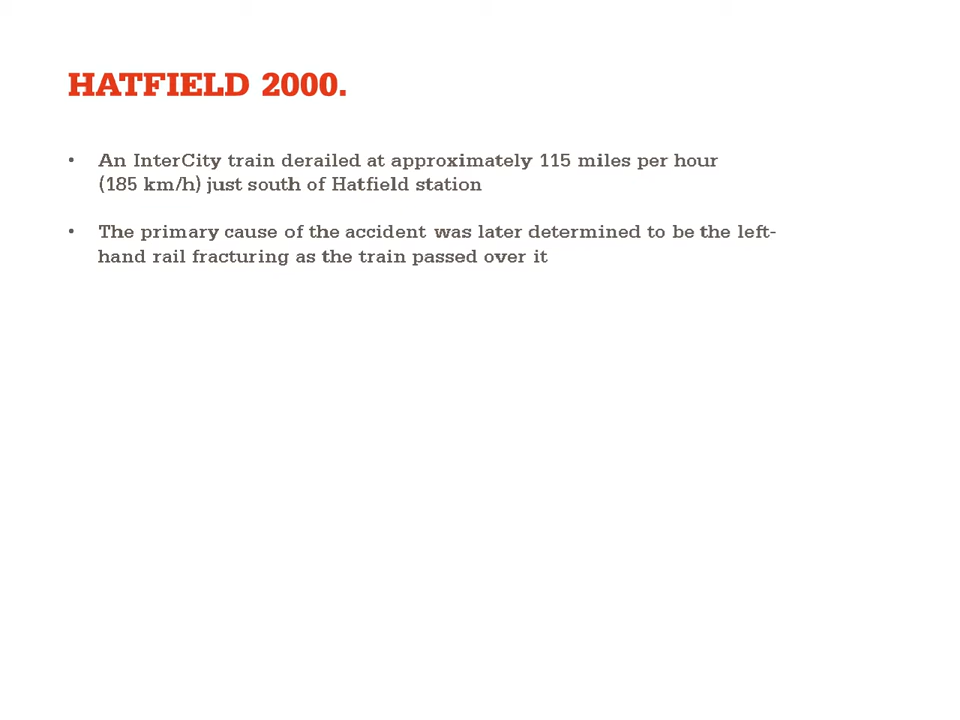 HATFIELD 2000.
• An InterCity train derailed at approximately 115 miles per hour
(185 km/h) just south of Hatfield station
• The primary cause of the accident was later determined to be the left-
hand rail fracturing as the train passed over it